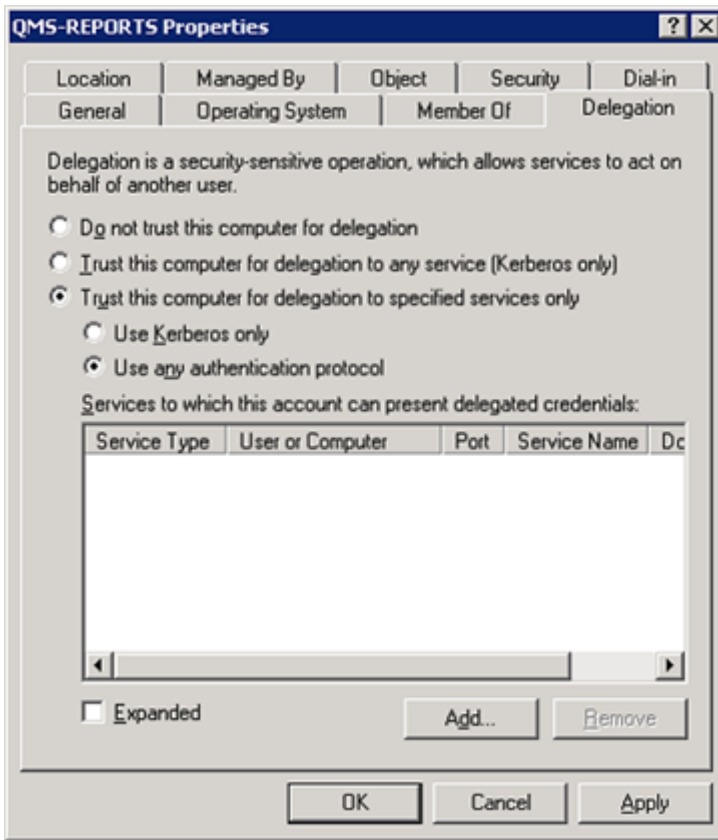 QMS-REPORTS Properties
Location Managed By Object Security Dial-in
General Operating System Member Of Delegation
Delegation is a security-sensitive operation, which allows services to act on
behalf of another user.
Do not trust this computer for delegation
Trust this computer for delegation to any service (Kerberos only)
Trust this computer for delegation to specified services only
Use Kerberos only
Use any authentication protocol
Services to which this account can present delegated credentials:
Service Type User or Computer Port Service Name Do
Expanded Add... Remove
OK Cancel Apply